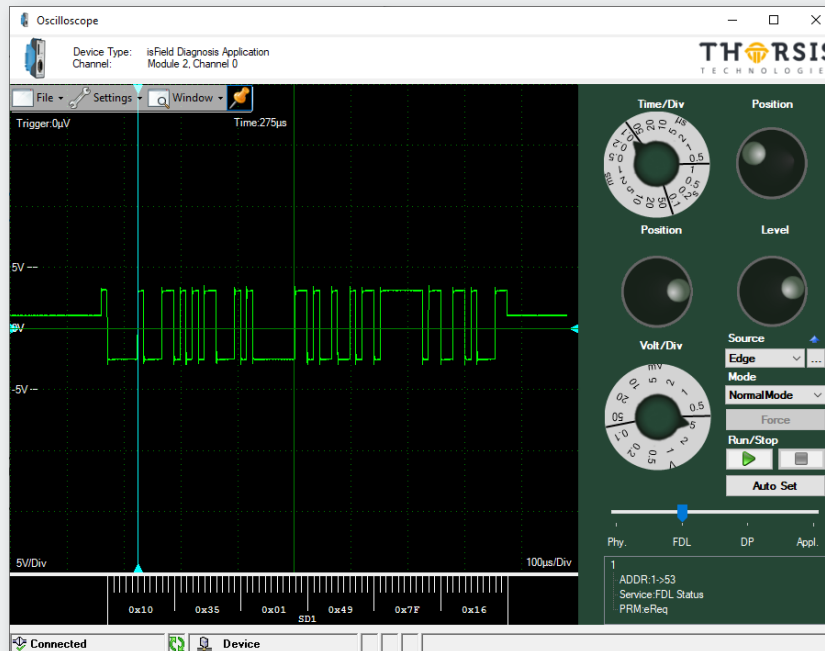 Oscilloscope
Device Type: isField Diagnosis Application
Channel: Module 2, Channel 0
THORSIS
TECHNOLOGIE
File Settings Window
Trigger:0µV Time:275µs
5V
0V
-5V
5V/Div 100µs/Div
0x10 0x35 0x01 0x49 0x7F 0x16
SD1
Time/Div Position
Position Level
Volt/Div
Source
Edge ...
Mode
NormalMode
Force
Run/Stop
Auto Set
Phy. FDL DP Appl.
1
ADDR:1->53
Service:FDL Status
PRM:eReq
Connected Device